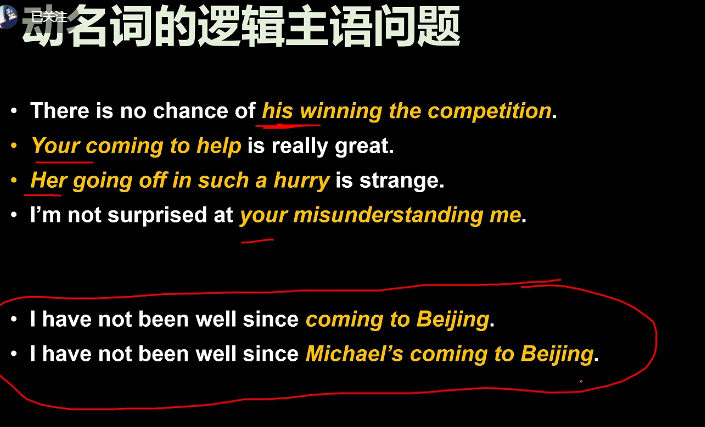 已关注
动名词的逻辑主语问题
• There is no chance of his winning the competition.
• Your coming to help is really great.
• Her going off in such a hurry is strange.
• I'm not surprised at your misunderstanding me.
• I have not been well since coming to Beijing.
• I have not been well since Michael's coming to Beijing.